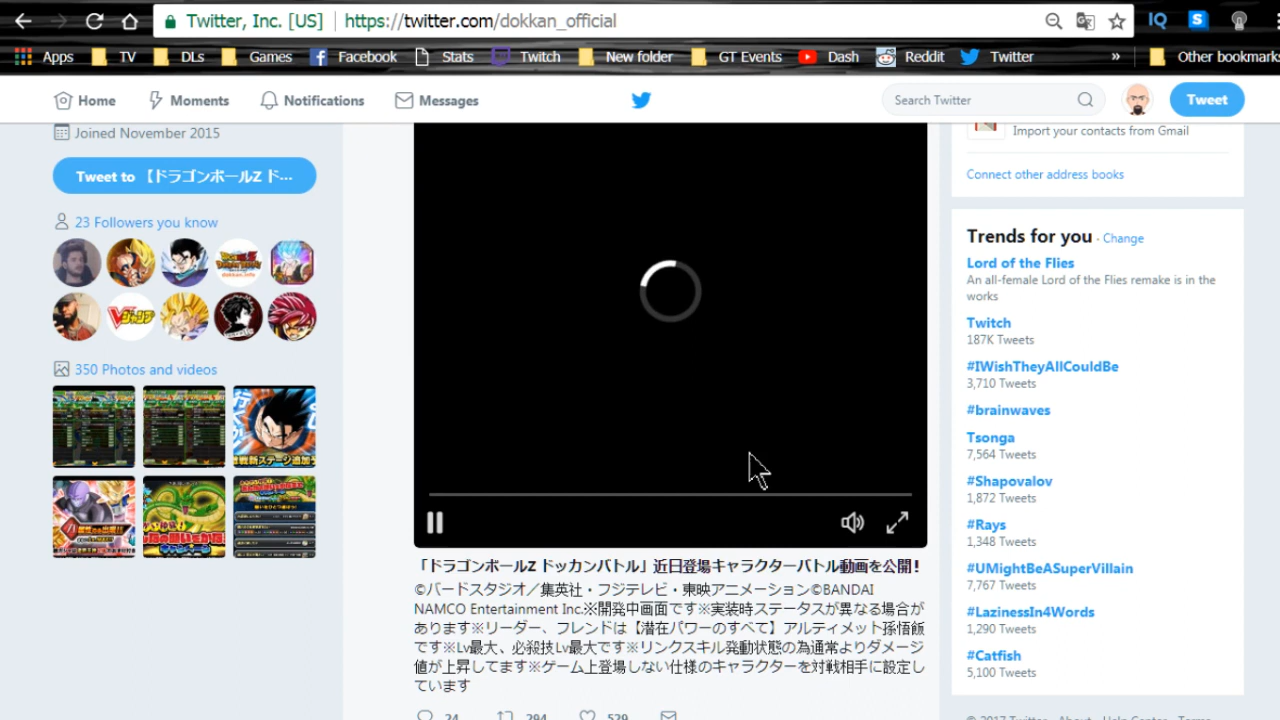 Twitter, Inc. [US] https://twitter.com/dokkan_official
Apps TV DLs Games Facebook Stats Twitch New folder GT Events Dash Reddit Twitter » Other bookmarks
Home Moments Notifications Messages Search Twitter Tweet
Joined November 2015
Tweet to 【ドラゴンボールZ ド...
23 Followers you know
350 Photos and videos
「ドラゴンボールZ ドッカンバトル」近日登場キャラクターバトル動画を公開！
©バードスタジオ／集英社・フジテレビ・東映アニメーション©BANDAI
NAMCO Entertainment Inc.※開発中画面です※実装時ステータスが異なる場合が
あります※リーダー、フレンドは【潜在パワーのすべて】アルティメット孫悟飯
です※Lv最大、必殺技Lv最大です※リンクスキル発動状態の為通常よりダメージ
値が上昇してます※ゲーム上登場しない仕様のキャラクターを対戦相手に設定し
ています
24 294 529
Import your contacts from Gmail
Connect other address books
Trends for you · Change
Lord of the Flies
An all-female Lord of the Flies remake is in the
works
Twitch
187K Tweets
#IWishTheyAllCouldBe
3,710 Tweets
#brainwaves
Tsonga
7,564 Tweets
#Shapovalov
1,872 Tweets
#Rays
1,348 Tweets
#UMightBeASuperVillain
7,767 Tweets
#LazinessIn4Words
1,290 Tweets
#Catfish
5,100 Tweets
© 2017 Twitter About Help Center Terms